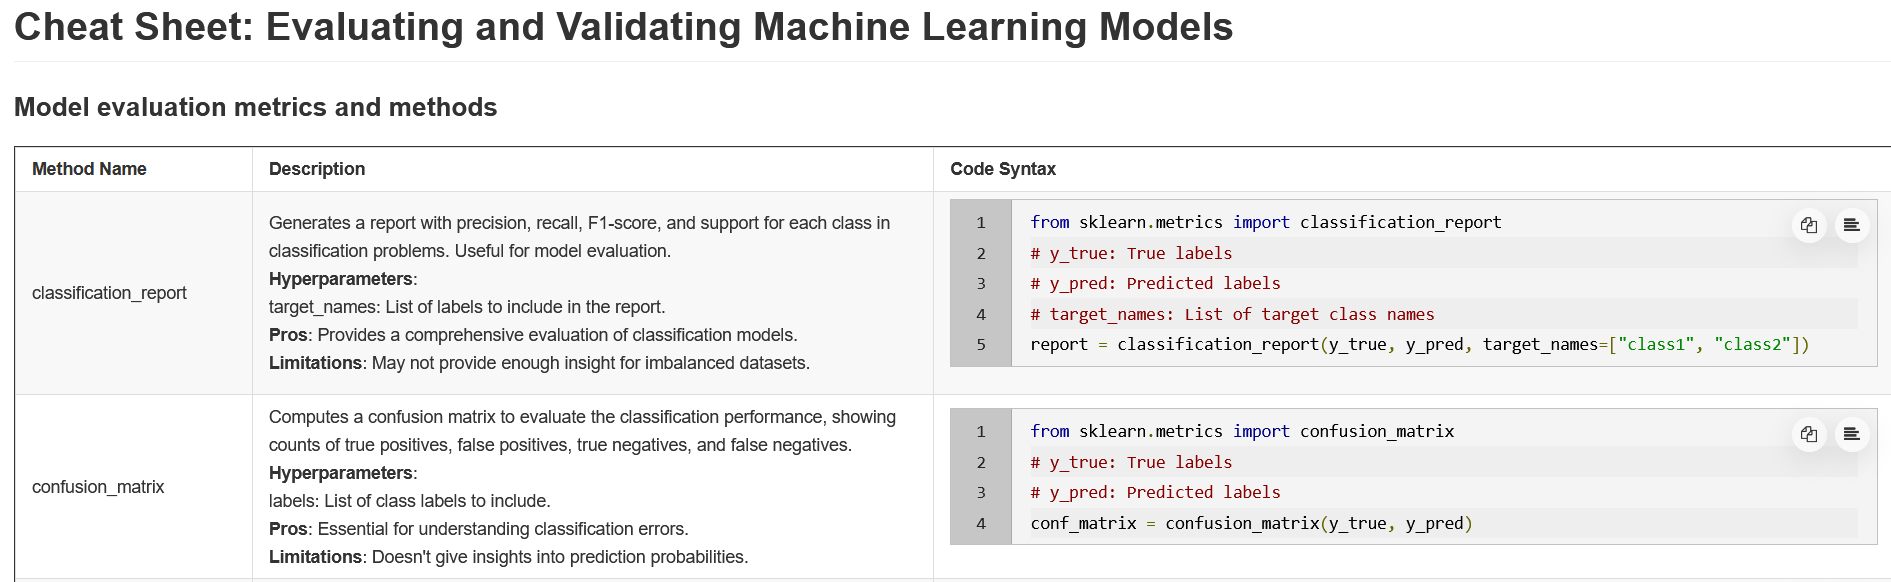 Cheat Sheet: Evaluating and Validating Machine Learning Models
Model evaluation metrics and methods
Method Name
Description
Code Syntax
classification_report
Generates a report with precision, recall, F1-score, and support for each class in
classification problems. Useful for model evaluation.
Hyperparameters:
target_names: List of labels to include in the report.
Pros: Provides a comprehensive evaluation of classification models.
Limitations: May not provide enough insight for imbalanced datasets.
1 from sklearn.metrics import classification_report
2 # y_true: True labels
3 # y_pred: Predicted labels
4 # target_names: List of target class names
5 report = classification_report(y_true, y_pred, target_names=["class1", "class2"])
confusion_matrix
Computes a confusion matrix to evaluate the classification performance, showing
counts of true positives, false positives, true negatives, and false negatives.
Hyperparameters:
labels: List of class labels to include.
Pros: Essential for understanding classification errors.
Limitations: Doesn't give insights into prediction probabilities.
1 from sklearn.metrics import confusion_matrix
2 # y_true: True labels
3 # y_pred: Predicted labels
4 conf_matrix = confusion_matrix(y_true, y_pred)